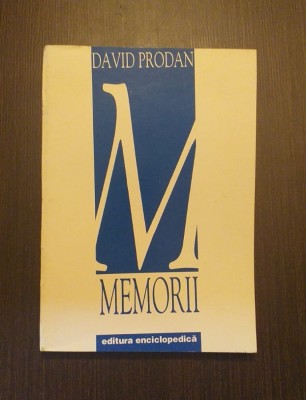 DAVID PRODAN
M
MEMORII
editura enciclopedică